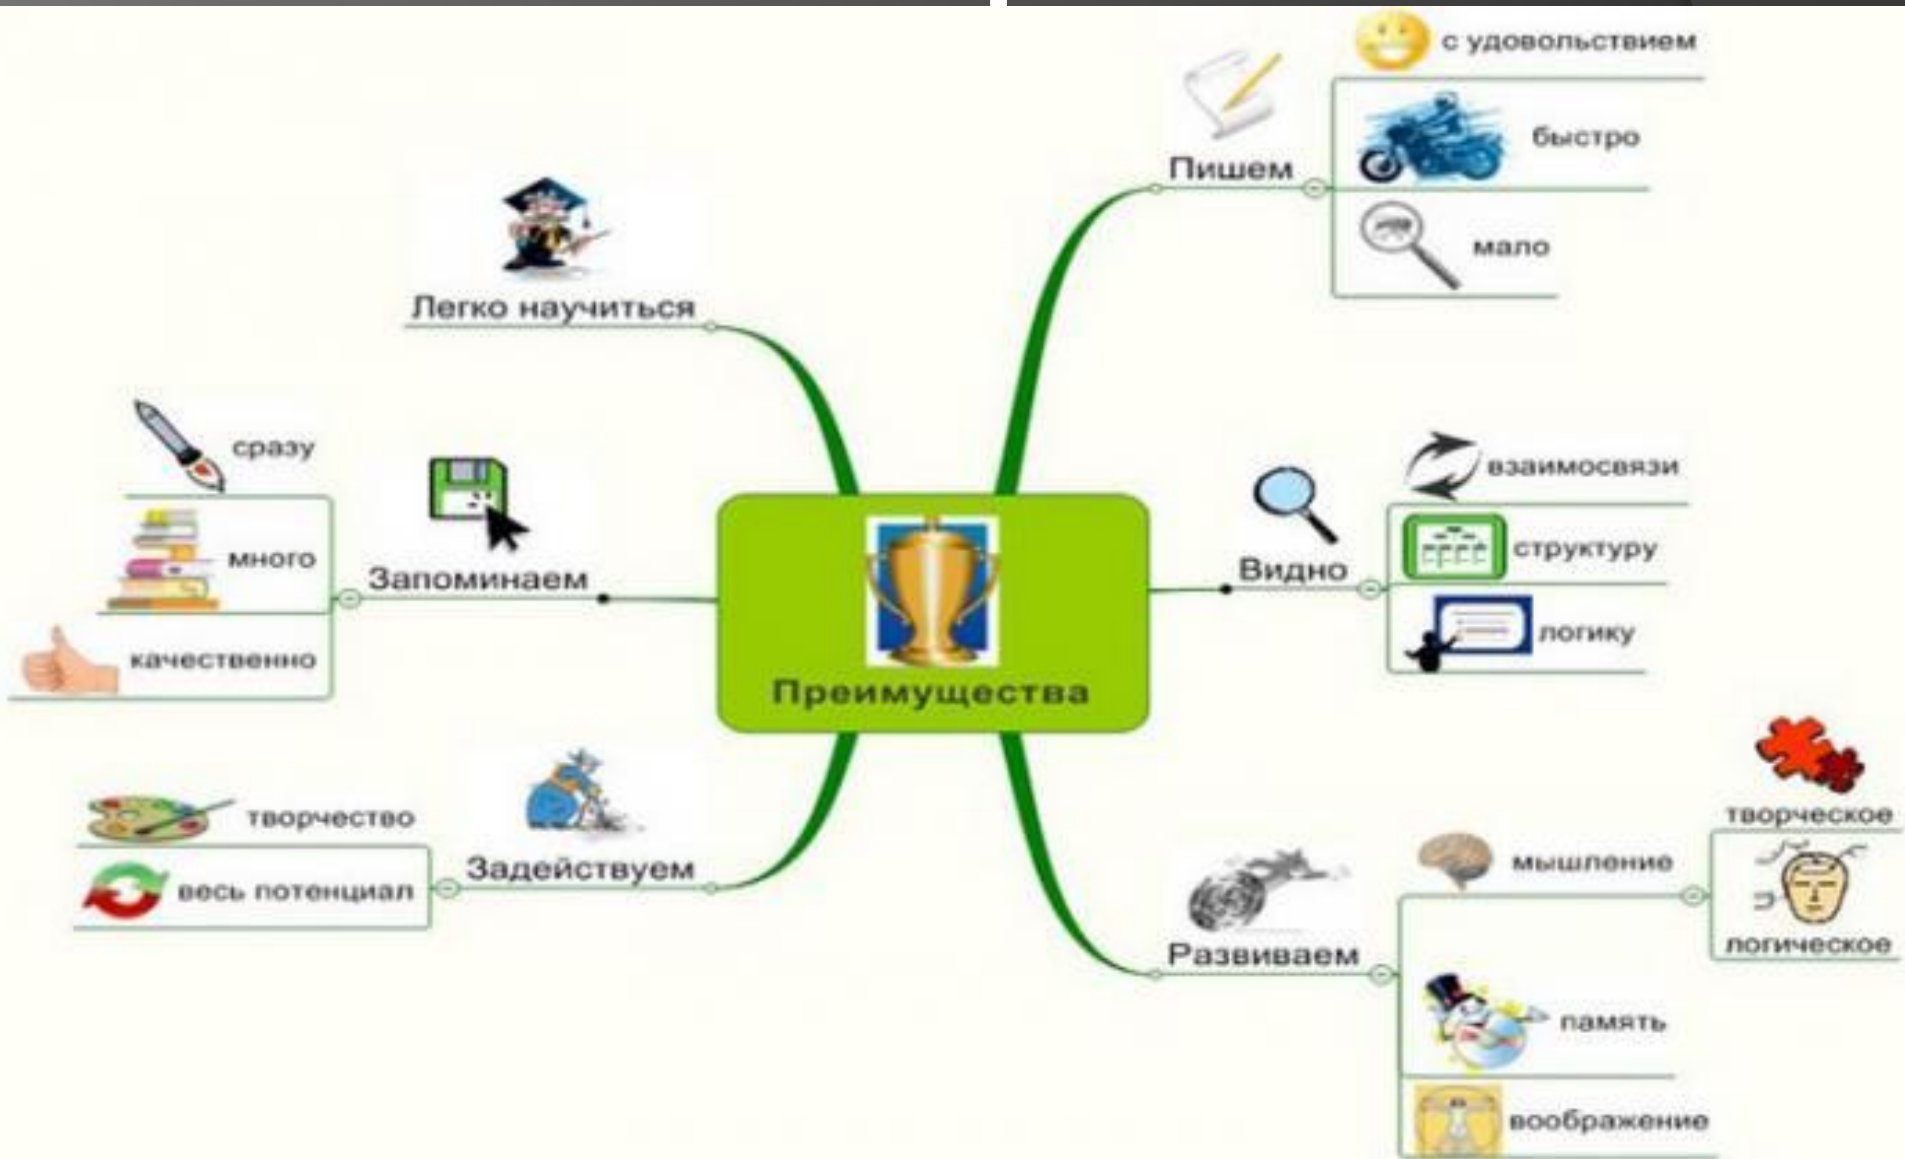 с удовольствием
быстро
Пишем
мало
Легко научиться
взаимосвязи
структуру
Видно
логику
сразу
много
Запоминаем
качественно
Преимущества
творчество
Задействуем
весь потенциал
творческое
мышление
логическое
Развиваем
память
воображение